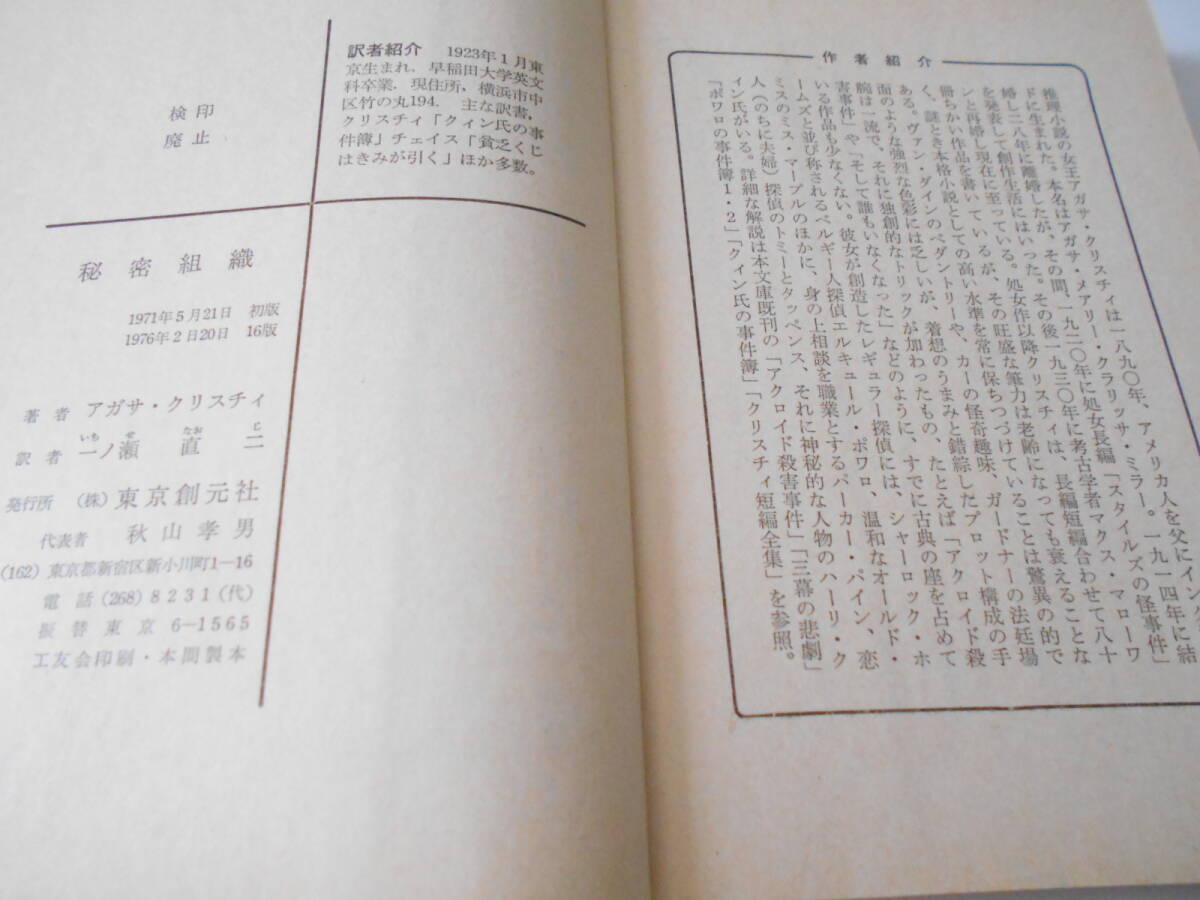 作者紹介
推理小説の女王アガサ・クリスティは一八九〇年、アメリカ人を父にイン
ドに生まれた。本名はアガサ・メアリー・クラリッサ・ミラー。一九一四年に結
婚し二八年に離婚したが、その間、一九二〇年に処女長編「スタイルズの怪事件」
を発表して創作生活にはいった。その後一九三〇年に考古学者マクス・マローワ
ンと再婚し現在に至っている。処女作以降クリスティは、長編短編合わせて八十
冊ちかい作品を書いているが、その旺盛な筆力は老齢になっても衰えることな
く、謎とき本格小説としての高い水準を常に保ちつづけていることは驚異の的で
ある。ヴァン・ダインのペダントリーや、カーの怪奇趣味、ガードナーの法廷場
面のような強烈な色彩には乏しいが、着想のうまみと錯綜したプロット構成の手
腕は一流で、それに独創的なトリックが加わったもの、たとえば「アクロイド殺
害事件」や「そして誰もいなくなった」などのように、すでに古典の座を占めて
いる作品も少なくない。彼女が創造したレギュラー探偵には、シャーロック・ホ
ームズと並び称されるベルギー人探偵エルキュール・ポワロ、温和なオールド・
ミスのミス・マープルのほかに、身の上相談を職業とするパーカー・パイン、恋
人(のちに夫婦)探偵のトミーとタッペンス、それに神秘的な人物のハーリ・ク
イン氏がいる。詳細な解説は本文庫既刊の「アクロイド殺害事件」「三幕の悲劇」
「ポワロの事件簿1・2」「クィン氏の事件簿」「クリスティ短編全集」を参照。
検印
廃止
訳者紹介 1923年1月東
京生まれ．早稲田大学英文
科卒業．現住所，横浜市中
区竹の丸194． 主な訳書，
クリスティ「クィン氏の事
件簿」チェイス「貧乏くじ
はきみが引く」ほか多数。
秘密組織
1971年5月21日 初版
1976年2月20日 16版
著者 アガサ・クリスティ
いちせ なお じ
訳者 一ノ瀬 直二
発行所 (株) 東京創元社
代表者 秋山孝男
(162) 東京都新宿区新小川町1—16
電話 (268) 8231 (代)
振替東京 6—1565
工友会印刷・本間製本